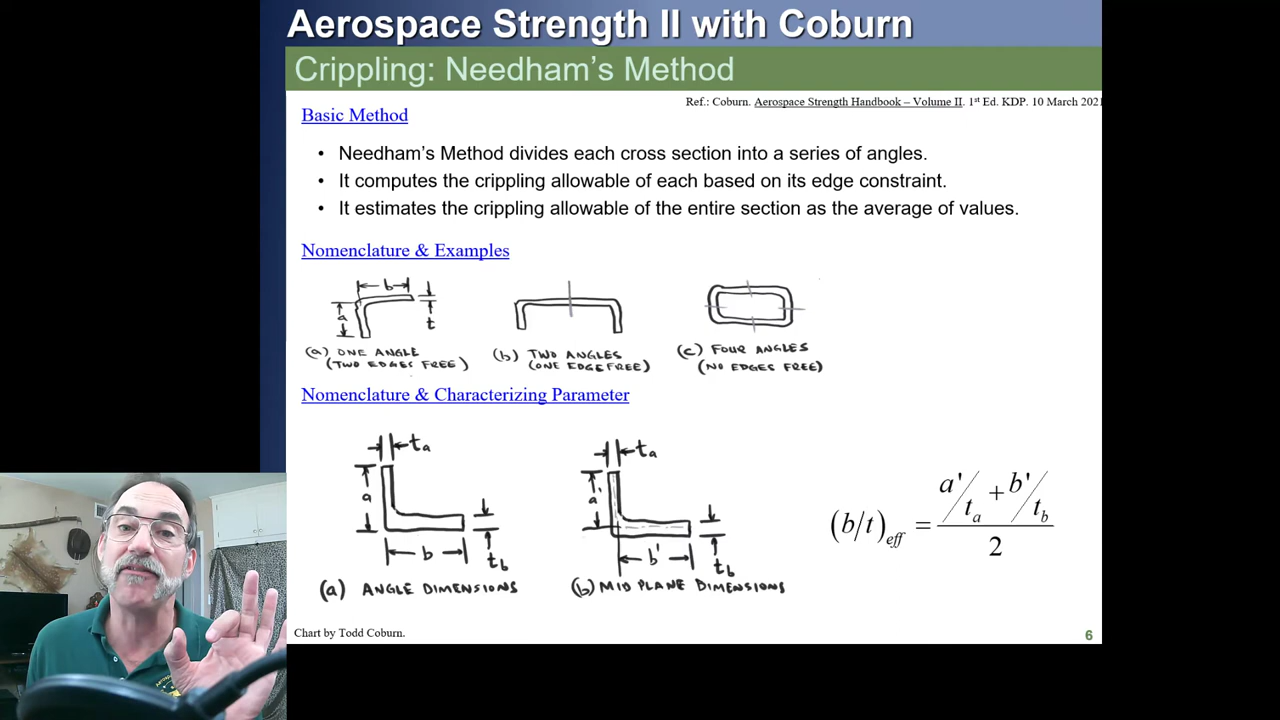 Aerospace Strength II with Coburn
Crippling: Needham's Method
Ref.: Coburn. Aerospace Strength Handbook – Volume II. 1st Ed. KDP. 10 March 2021
Basic Method
• Needham's Method divides each cross section into a series of angles.
• It computes the crippling allowable of each based on its edge constraint.
• It estimates the crippling allowable of the entire section as the average of values.
Nomenclature & Examples
b
a
t
(a) ONE ANGLE
(TWO EDGES FREE)
(b) TWO ANGLES
(ONE EDGE FREE)
(c) FOUR ANGLES
(NO EDGES FREE)
Nomenclature & Characterizing Parameter
ta
a
b
tb
(a) ANGLE DIMENSIONS
ta
a'
b'
tb
(b) MID PLANE DIMENSIONS
(b/t)eff = (a'/ta + b'/tb) / 2
Chart by Todd Coburn.
6